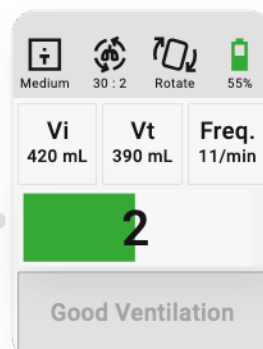 Medium 30 : 2 Rotate 55%
Vi Vt Freq.
420 mL 390 mL 11/min
2
Good Ventilation